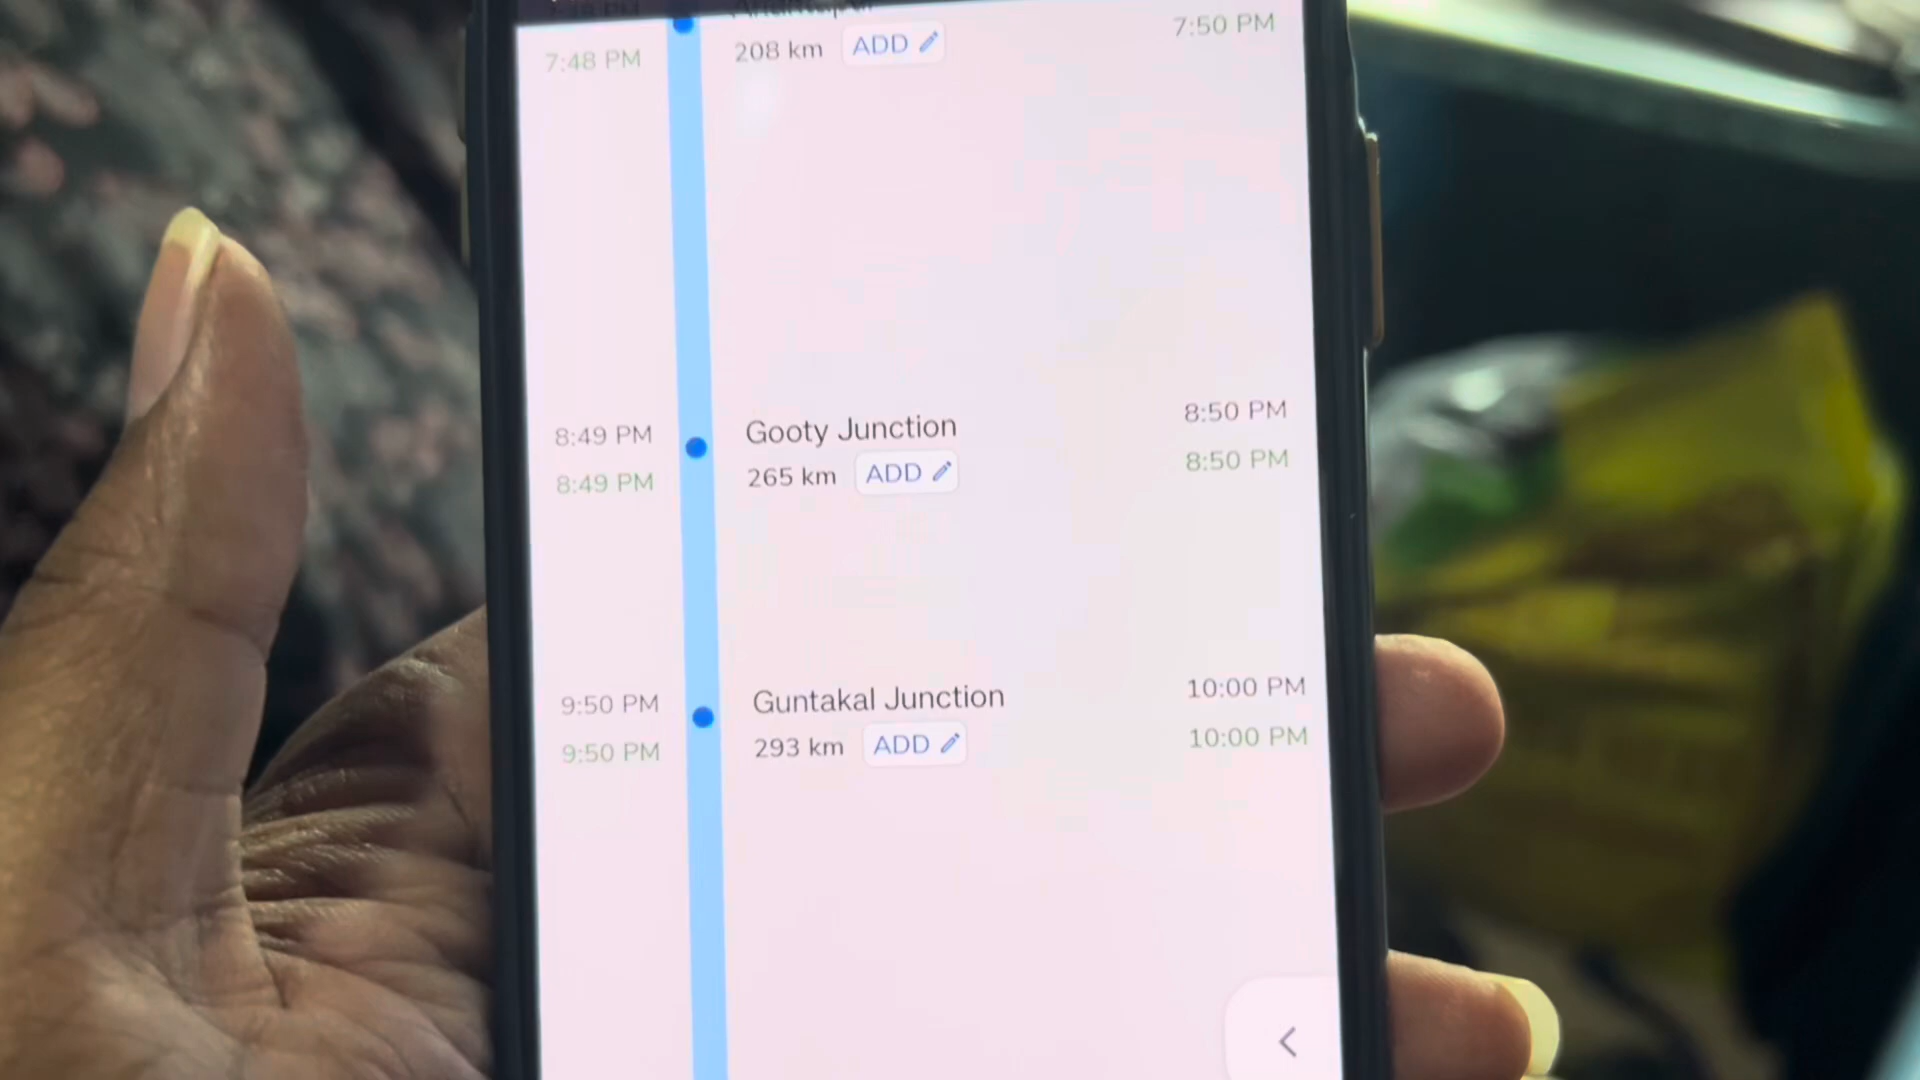 7:48 PM
208 km
ADD
7:50 PM
8:49 PM
Gooty Junction
8:50 PM
8:49 PM
265 km
ADD
8:50 PM
9:50 PM
Guntakal Junction
10:00 PM
9:50 PM
293 km
ADD
10:00 PM